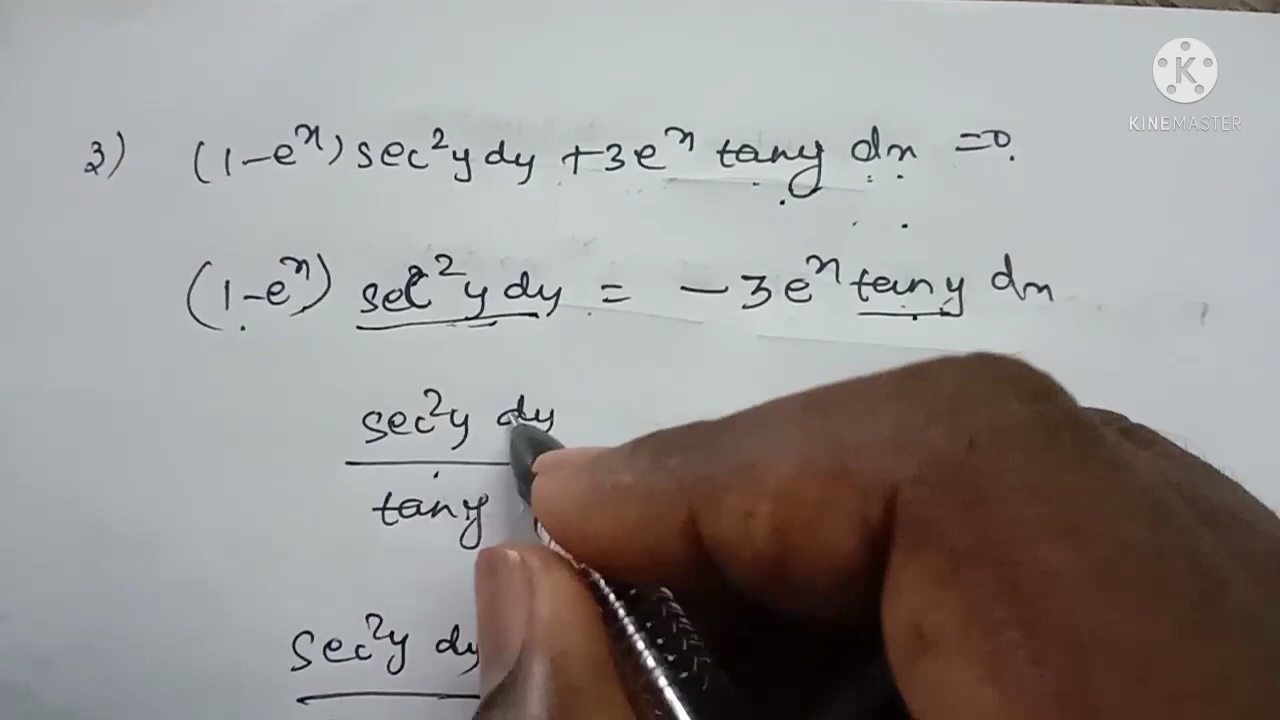 K
KINEMASTER
3) (1-eˣ) sec²y dy + 3eˣ tany dx = 0.
(1-eˣ) sec²y dy = - 3eˣ tany dx
sec²y dy
tany
sec²y dy